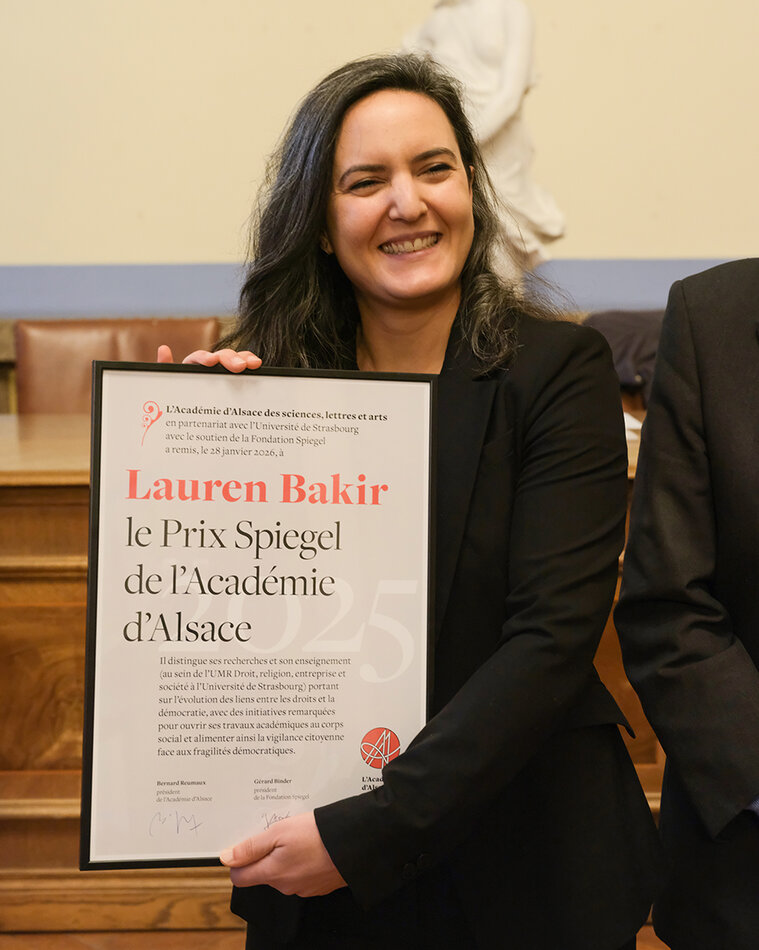 L'Académie d'Alsace des sciences, lettres et arts
en partenariat avec l'Université de Strasbourg
avec le soutien de la Fondation Spiegel
a remis, le 28 janvier 2026, à
Lauren Bakir
le Prix Spiegel
de l'Académie
d'Alsace
2025
Il distingue ses recherches et son enseignement
(au sein de l'UMR Droit, religion, entreprise et
société à l'Université de Strasbourg) portant
sur l'évolution des liens entre les droits et la
démocratie, avec des initiatives remarquées
pour ouvrir ses travaux académiques au corps
social et alimenter ainsi la vigilance citoyenne
face aux fragilités démocratiques.
Bernard Reumaux
président
de l'Académie d'Alsace
Gérard Binder
président
de la Fondation Spiegel